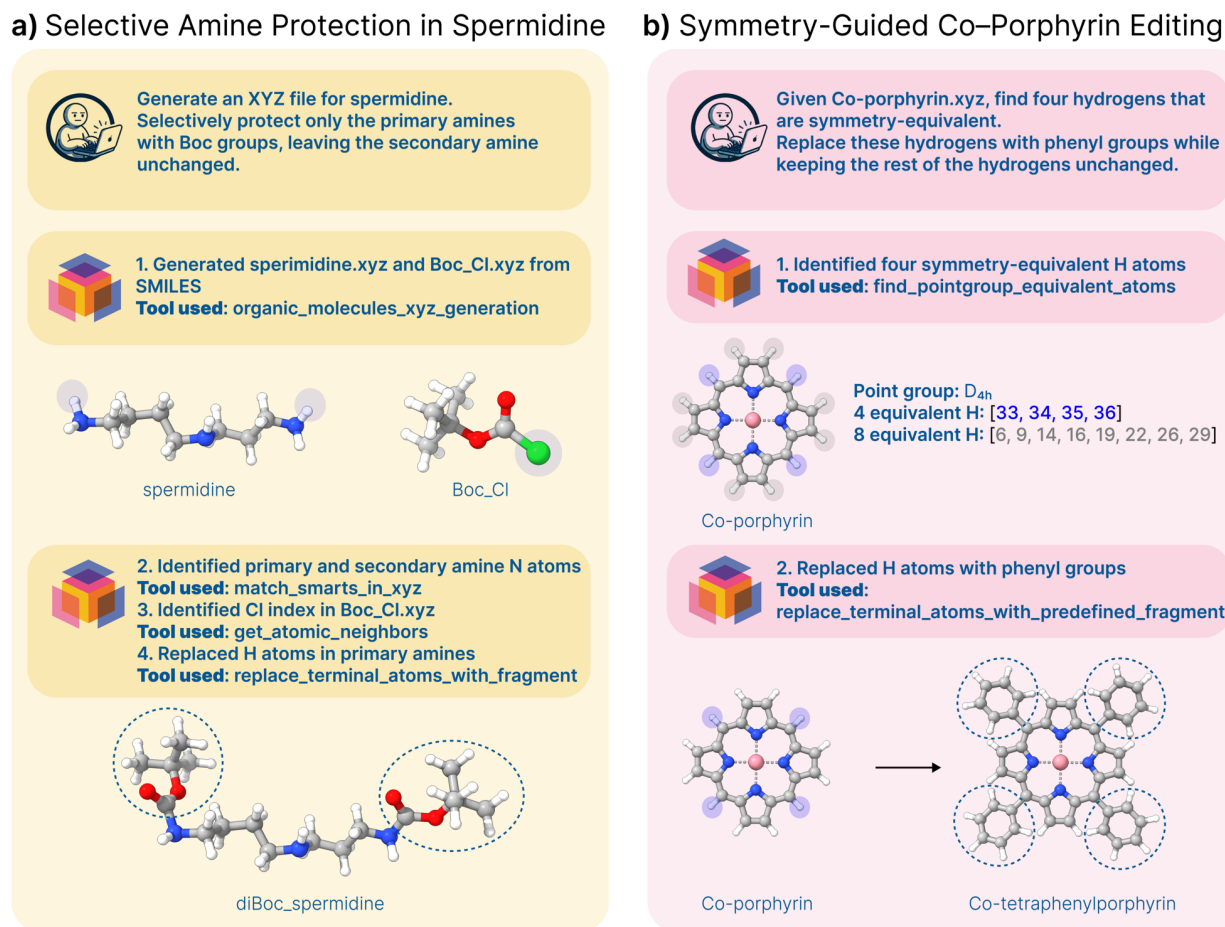 a) Selective Amine Protection in Spermidine
Generate an XYZ file for spermidine.
Selectively protect only the primary amines
with Boc groups, leaving the secondary amine
unchanged.
1. Generated sperimidine.xyz and Boc_Cl.xyz from
SMILES
Tool used: organic_molecules_xyz_generation
spermidine
Boc_Cl
2. Identified primary and secondary amine N atoms
Tool used: match_smarts_in_xyz
3. Identified Cl index in Boc_Cl.xyz
Tool used: get_atomic_neighbors
4. Replaced H atoms in primary amines
Tool used: replace_terminal_atoms_with_fragment
diBoc_spermidine
b) Symmetry-Guided Co–Porphyrin Editing
Given Co-porphyrin.xyz, find four hydrogens that
are symmetry-equivalent.
Replace these hydrogens with phenyl groups while
keeping the rest of the hydrogens unchanged.
1. Identified four symmetry-equivalent H atoms
Tool used: find_pointgroup_equivalent_atoms
Point group: D4h
4 equivalent H: [33, 34, 35, 36]
8 equivalent H: [6, 9, 14, 16, 19, 22, 26, 29]
Co-porphyrin
2. Replaced H atoms with phenyl groups
Tool used:
replace_terminal_atoms_with_predefined_fragment
Co-porphyrin
Co-tetraphenylporphyrin